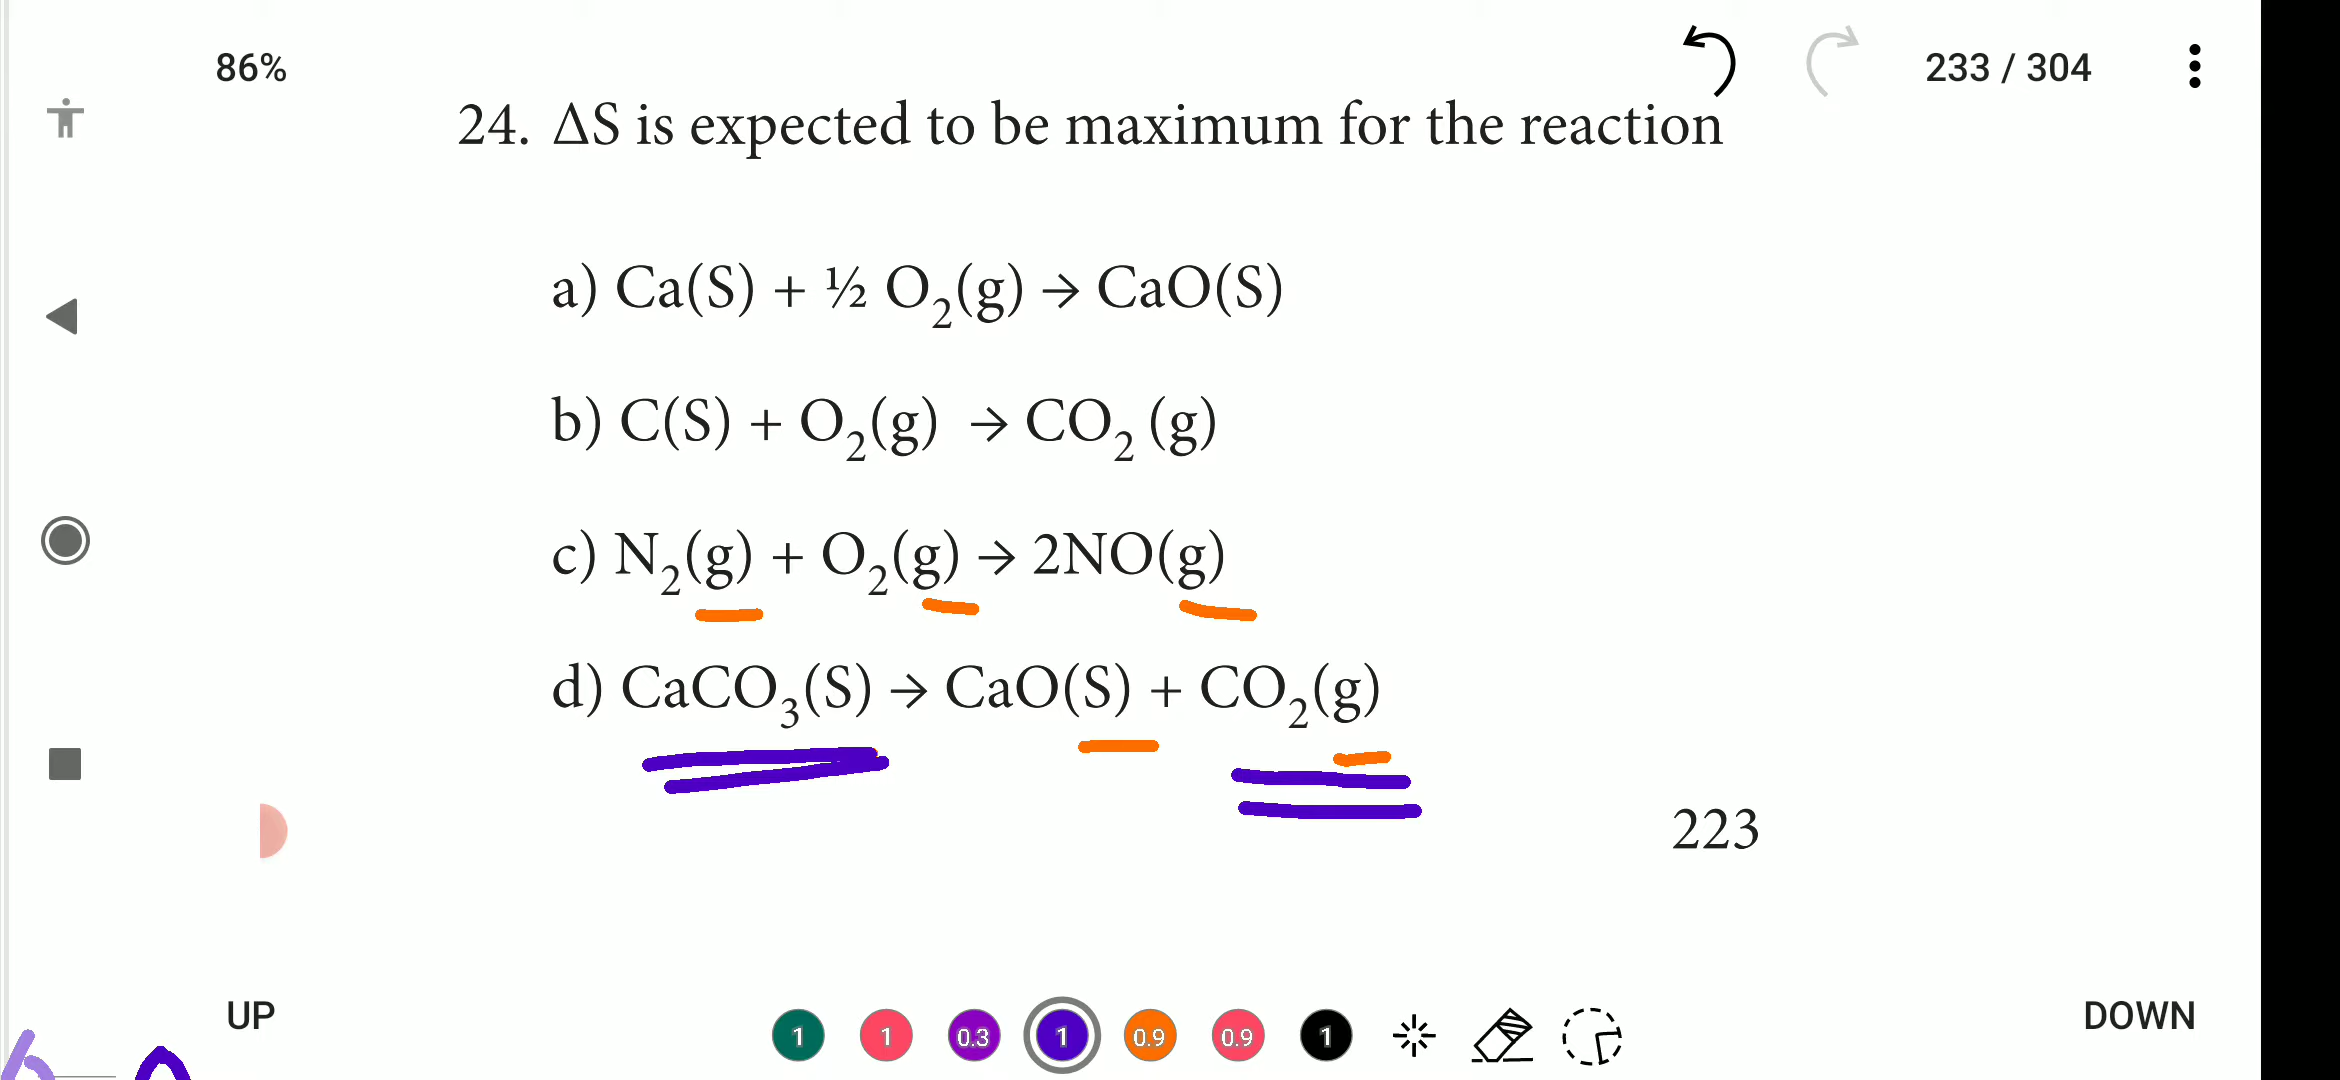 86%
233 / 304
24. ΔS is expected to be maximum for the reaction
a) Ca(S) + ½ O₂(g) → CaO(S)
b) C(S) + O₂(g) → CO₂ (g)
c) N₂(g) + O₂(g) → 2NO(g)
d) CaCO₃(S) → CaO(S) + CO₂(g)
223
UP
DOWN
1 1 0.3 1 0.9 0.9 1